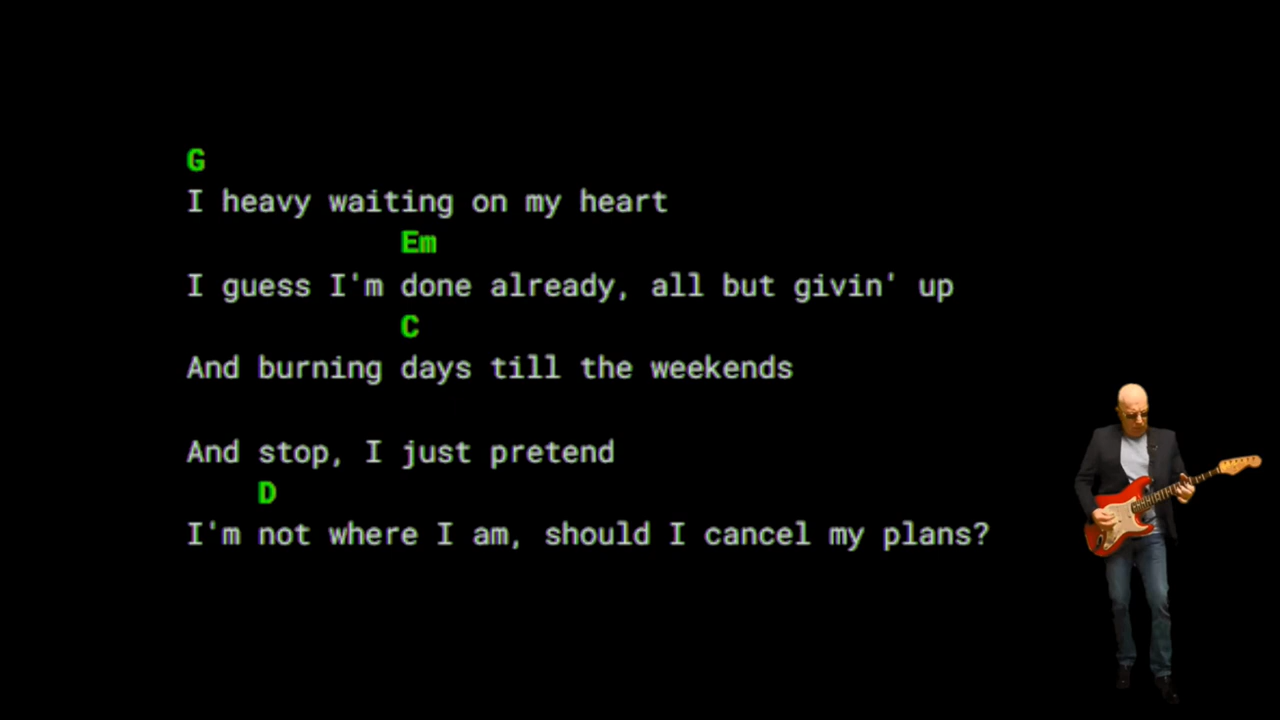 G
I heavy waiting on my heart
Em
I guess I'm done already, all but givin' up
C
And burning days till the weekends
And stop, I just pretend
D
I'm not where I am, should I cancel my plans?